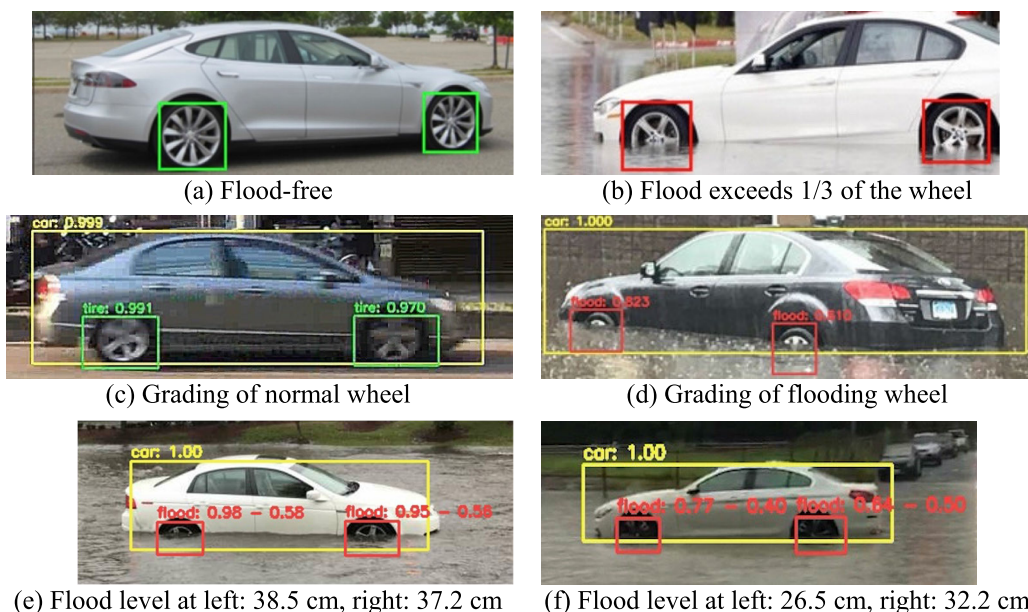 (a) Flood-free
(b) Flood exceeds 1/3 of the wheel
car: 0.999
tire: 0.991
tire: 0.970
car: 1.000
flood: 0.823
flood: 0.610
(c) Grading of normal wheel
(d) Grading of flooding wheel
car: 1.00
flood: 0.98 - 0.58
flood: 0.95 - 0.56
car: 1.00
flood: 0.77 - 0.40
flood: 0.64 - 0.50
(e) Flood level at left: 38.5 cm, right: 37.2 cm
(f) Flood level at left: 26.5 cm, right: 32.2 cm